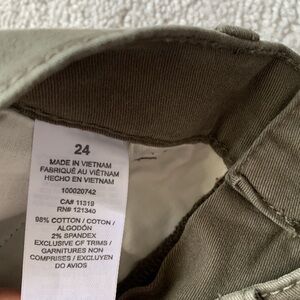 24
MADE IN VIETNAM
FABRIQUÉ AU VIÊTNAM
HECHO EN VIETNAM
100020742
CA# 11319
RN# 121340
98% COTTON / COTON /
ALGODÓN
2% SPANDEX
EXCLUSIVE OF TRIMS /
GARNITURES NON
COMPRISES / EXCLUYEN
DO AVIOS